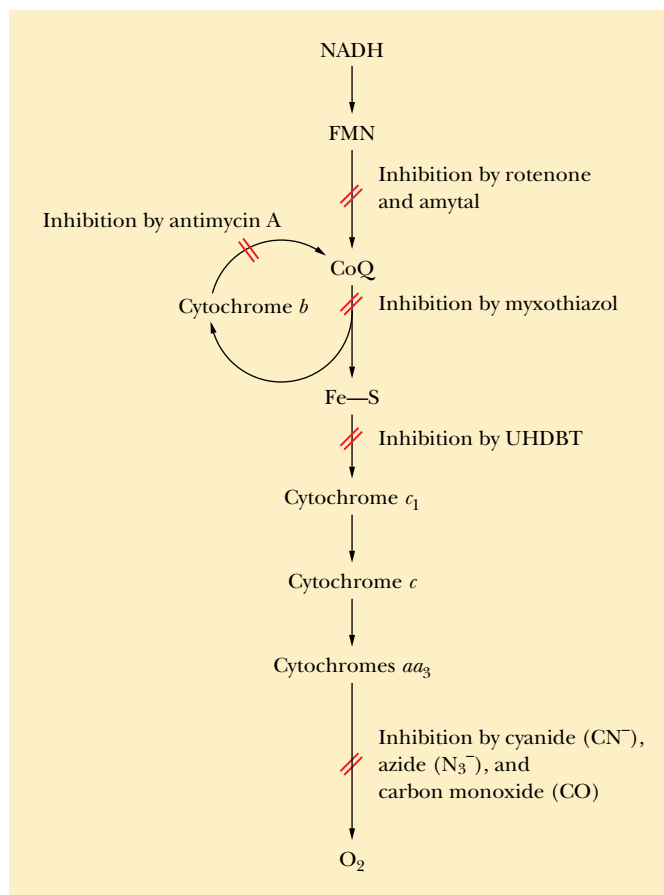 NADH
FMN
Inhibition by rotenone
and amytal
Inhibition by antimycin A
CoQ
Cytochrome b
Inhibition by myxothiazol
Fe—S
Inhibition by UHDBT
Cytochrome c₁
Cytochrome c
Cytochromes aa₃
Inhibition by cyanide (CN⁻),
azide (N₃⁻), and
carbon monoxide (CO)
O₂